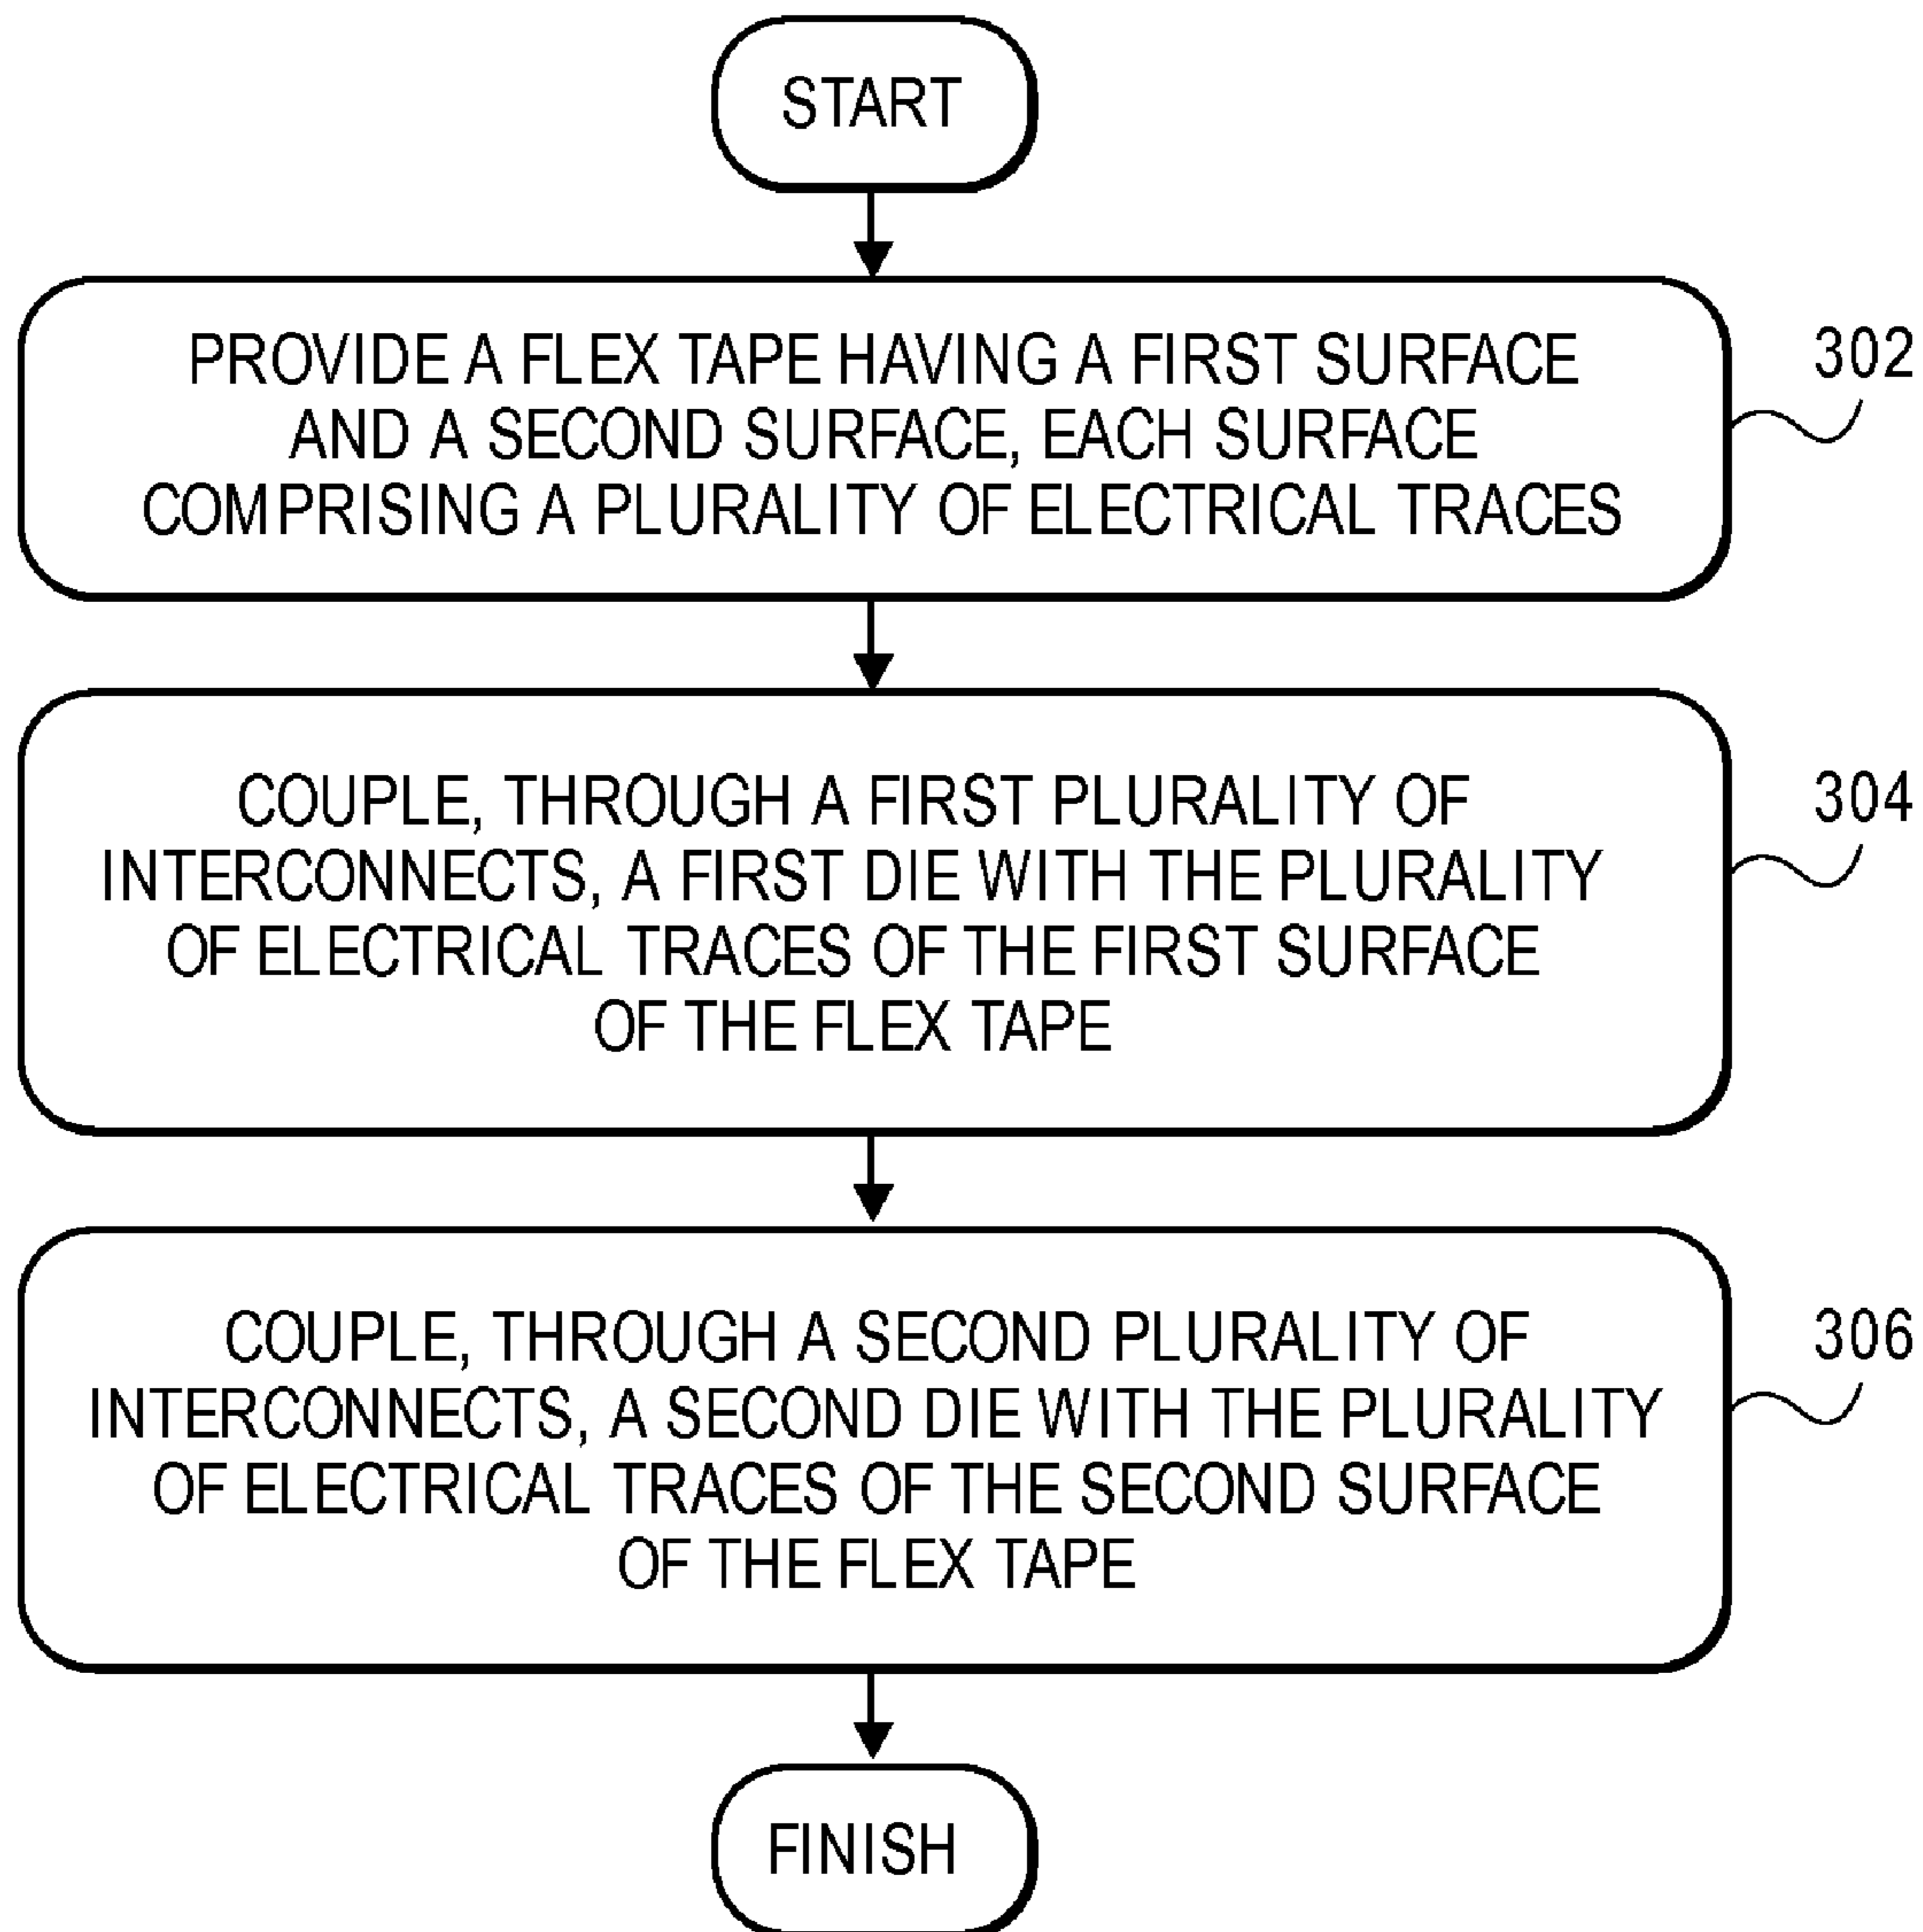 START
PROVIDE A FLEX TAPE HAVING A FIRST SURFACE
AND A SECOND SURFACE, EACH SURFACE
COMPRISING A PLURALITY OF ELECTRICAL TRACES
302
COUPLE, THROUGH A FIRST PLURALITY OF
INTERCONNECTS, A FIRST DIE WITH THE PLURALITY
OF ELECTRICAL TRACES OF THE FIRST SURFACE
OF THE FLEX TAPE
304
COUPLE, THROUGH A SECOND PLURALITY OF
INTERCONNECTS, A SECOND DIE WITH THE PLURALITY
OF ELECTRICAL TRACES OF THE SECOND SURFACE
OF THE FLEX TAPE
306
FINISH